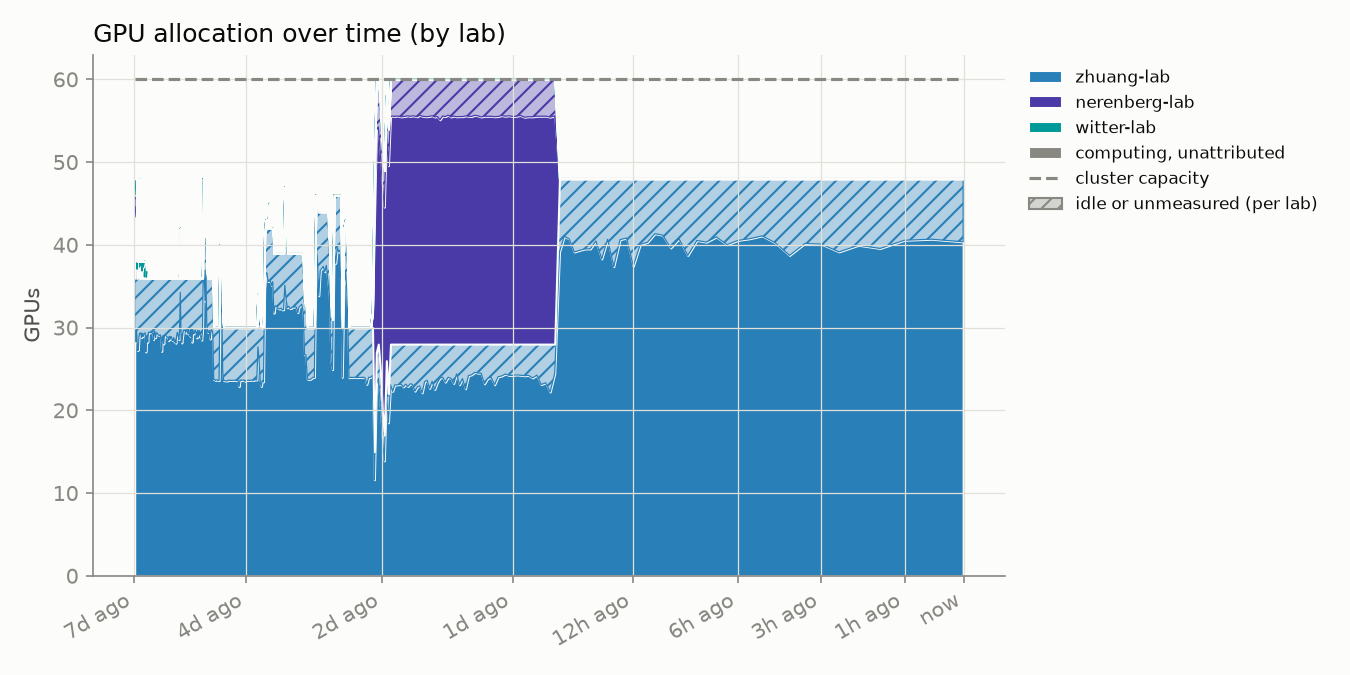 GPU allocation over time (by lab)
GPUs
60
50
40
30
20
10
0
7d ago
4d ago
2d ago
1d ago
12h ago
6h ago
3h ago
1h ago
now
zhuang-lab
nerenberg-lab
witter-lab
computing, unattributed
cluster capacity
idle or unmeasured (per lab)